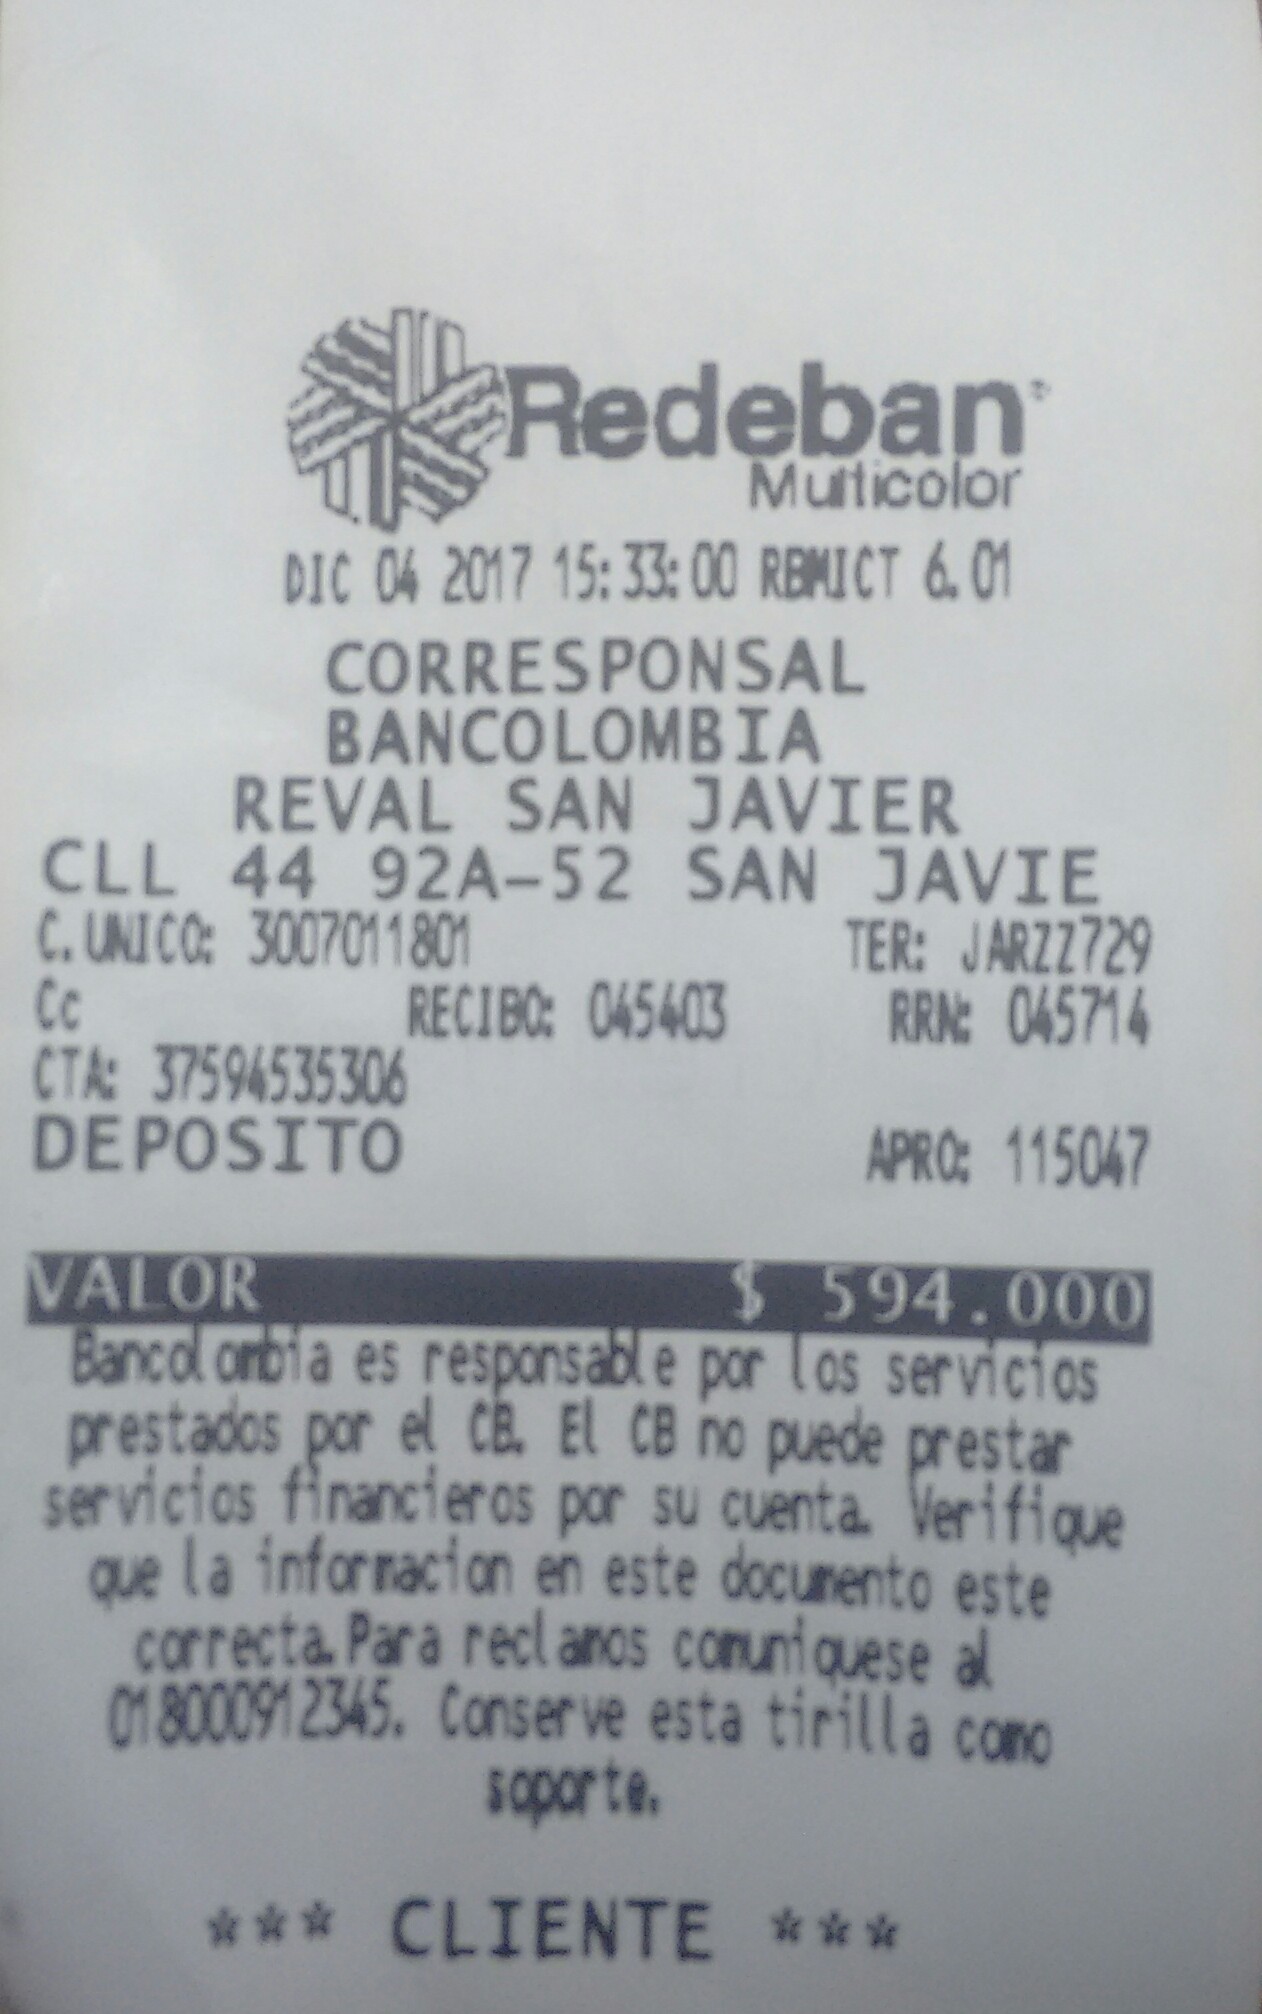 Redeban
Multicolor
DIC 04 2017 15:33:00 RBMICT 6.01
CORRESPONSAL
BANCOLOMBIA
REVAL SAN JAVIER
CLL 44 92A-52 SAN JAVIE
C.UNICO: 3007011801 TER: JARZZ729
Cc RECIBO: 045403 RRN: 045714
CTA: 37594535306
DEPOSITO APRO: 115047
VALOR $ 594.000
Bancolombia es responsable por los servicios
prestados por el CB. El CB no puede prestar
servicios financieros por su cuenta. Verifique
que la informacion en este documento este
correcta.Para reclamos comuniquese al
018000912345. Conserve esta tirilla como
soporte.
*** CLIENTE ***